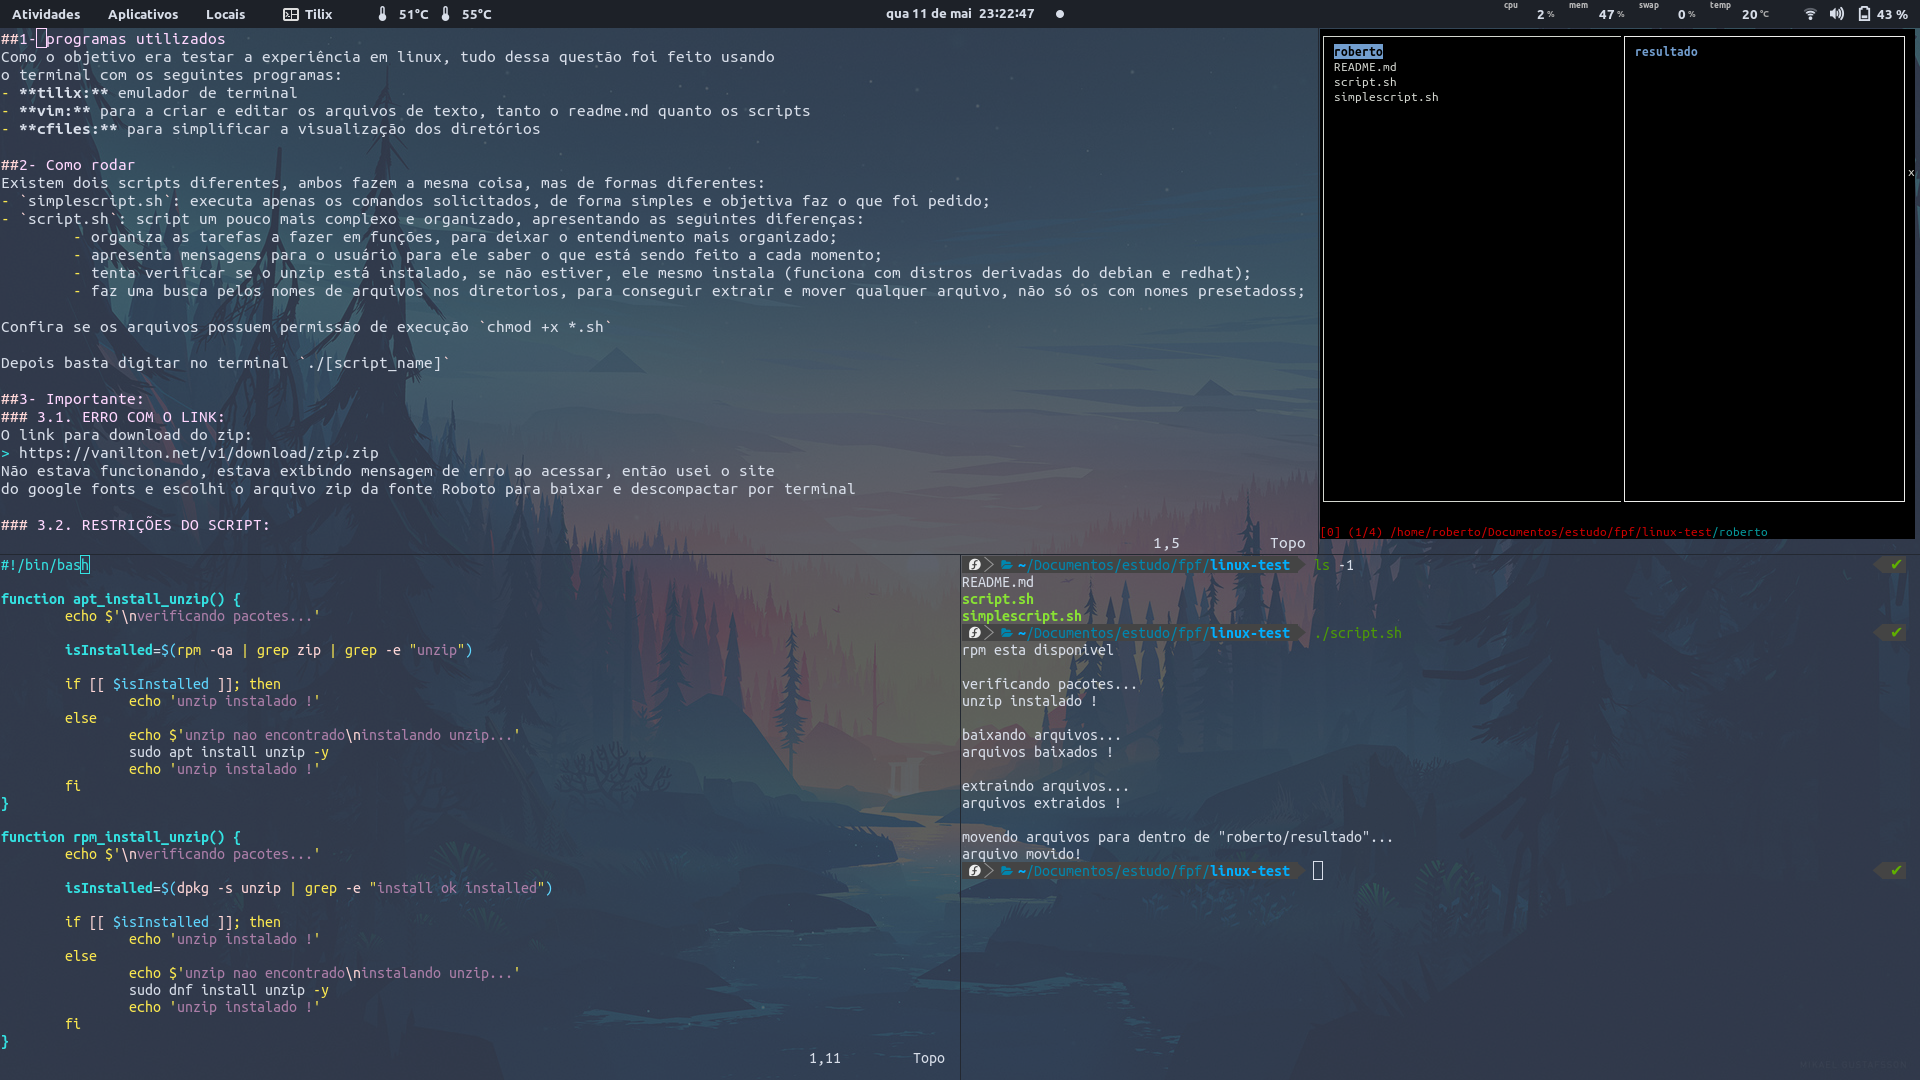 Atividades Aplicativos Locais Tilix 51°C 55°C qua 11 de mai 23:22:47 cpu 2 % mem 47 % swap 0 % temp 20 °C 43 %
##1- programas utilizados
Como o objetivo era testar a experiência em linux, tudo dessa questão foi feito usando
o terminal com os seguintes programas:
- **tilix:** emulador de terminal
- **vim:** para a criar e editar os arquivos de texto, tanto o readme.md quanto os scripts
- **cfiles:** para simplificar a visualização dos diretórios
##2- Como rodar
Existem dois scripts diferentes, ambos fazem a mesma coisa, mas de formas diferentes:
- `simplescript.sh`: executa apenas os comandos solicitados, de forma simples e objetiva faz o que foi pedido;
- `script.sh`: script um pouco mais complexo e organizado, apresentando as seguintes diferenças:
- organiza as tarefas a fazer em funções, para deixar o entendimento mais organizado;
- apresenta mensagens para o usuário para ele saber o que está sendo feito a cada momento;
- tenta verificar se o unzip está instalado, se não estiver, ele mesmo instala (funciona com distros derivadas do debian e redhat);
- faz uma busca pelos nomes de arquivos nos diretorios, para conseguir extrair e mover qualquer arquivo, não só os com nomes presetadoss;
Confira se os arquivos possuem permissão de execução `chmod +x *.sh`
Depois basta digitar no terminal `./[script_name]`
##3- Importante:
### 3.1. ERRO COM O LINK:
O link para download do zip:
> https://vanilton.net/v1/download/zip.zip
Não estava funcionando, estava exibindo mensagem de erro ao acessar, então usei o site
do google fonts e escolhi o arquivo zip da fonte Roboto para baixar e descompactar por terminal
### 3.2. RESTRIÇÕES DO SCRIPT:
1,5 Topo
roberto
README.md
script.sh
simplescript.sh
resultado
x
[0] (1/4) /home/roberto/Documentos/estudo/fpf/linux-test/roberto
#!/bin/bash
function apt_install_unzip() {
echo $'\nverificando pacotes...'
isInstalled=$(rpm -qa | grep zip | grep -e "unzip")
if [[ $isInstalled ]]; then
echo 'unzip instalado !'
else
echo $'unzip nao encontrado\ninstalando unzip...'
sudo apt install unzip -y
echo 'unzip instalado !'
fi
}
function rpm_install_unzip() {
echo $'\nverificando pacotes...'
isInstalled=$(dpkg -s unzip | grep -e "install ok installed")
if [[ $isInstalled ]]; then
echo 'unzip instalado !'
else
echo $'unzip nao encontrado\ninstalando unzip...'
sudo dnf install unzip -y
echo 'unzip instalado !'
fi
}
1,11 Topo
~/Documentos/estudo/fpf/linux-test ls -1 ✔
README.md
script.sh
simplescript.sh
~/Documentos/estudo/fpf/linux-test ./script.sh ✔
rpm esta disponivel
verificando pacotes...
unzip instalado !
baixando arquivos...
arquivos baixados !
extraindo arquivos...
arquivos extraidos !
movendo arquivos para dentro de "roberto/resultado"...
arquivo movido!
~/Documentos/estudo/fpf/linux-test ✔